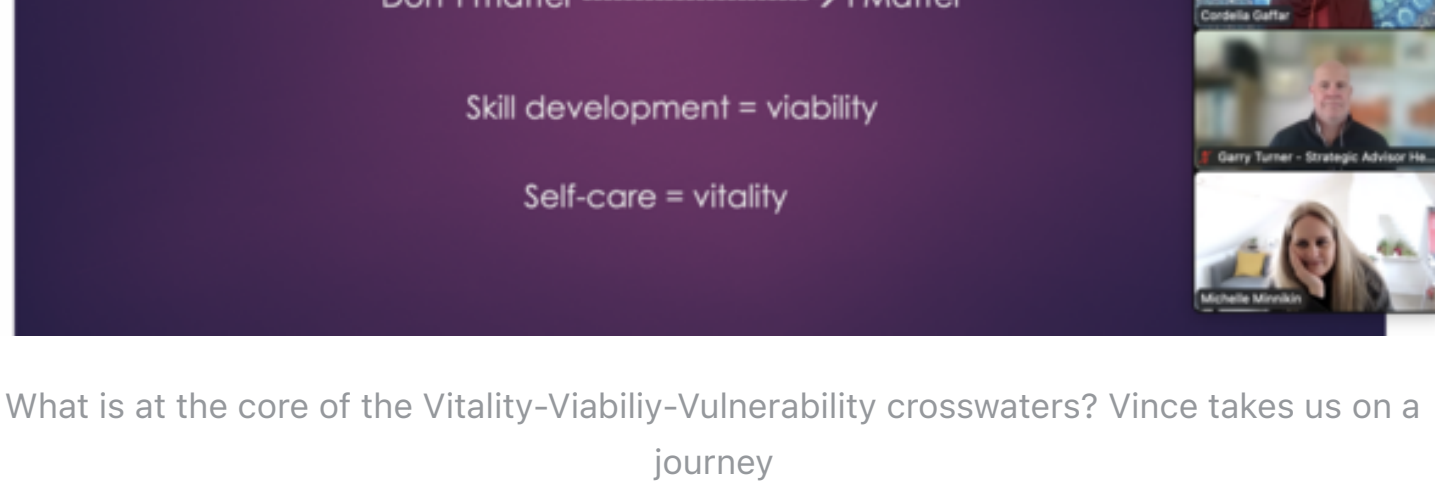 Cordelia Gaffar
Skill development = viability
Garry Turner - Strategic Advisor He...
Self-care = vitality
Michelle Minnikin
What is at the core of the Vitality-Viabiliy-Vulnerability crosswaters? Vince takes us on a
journey